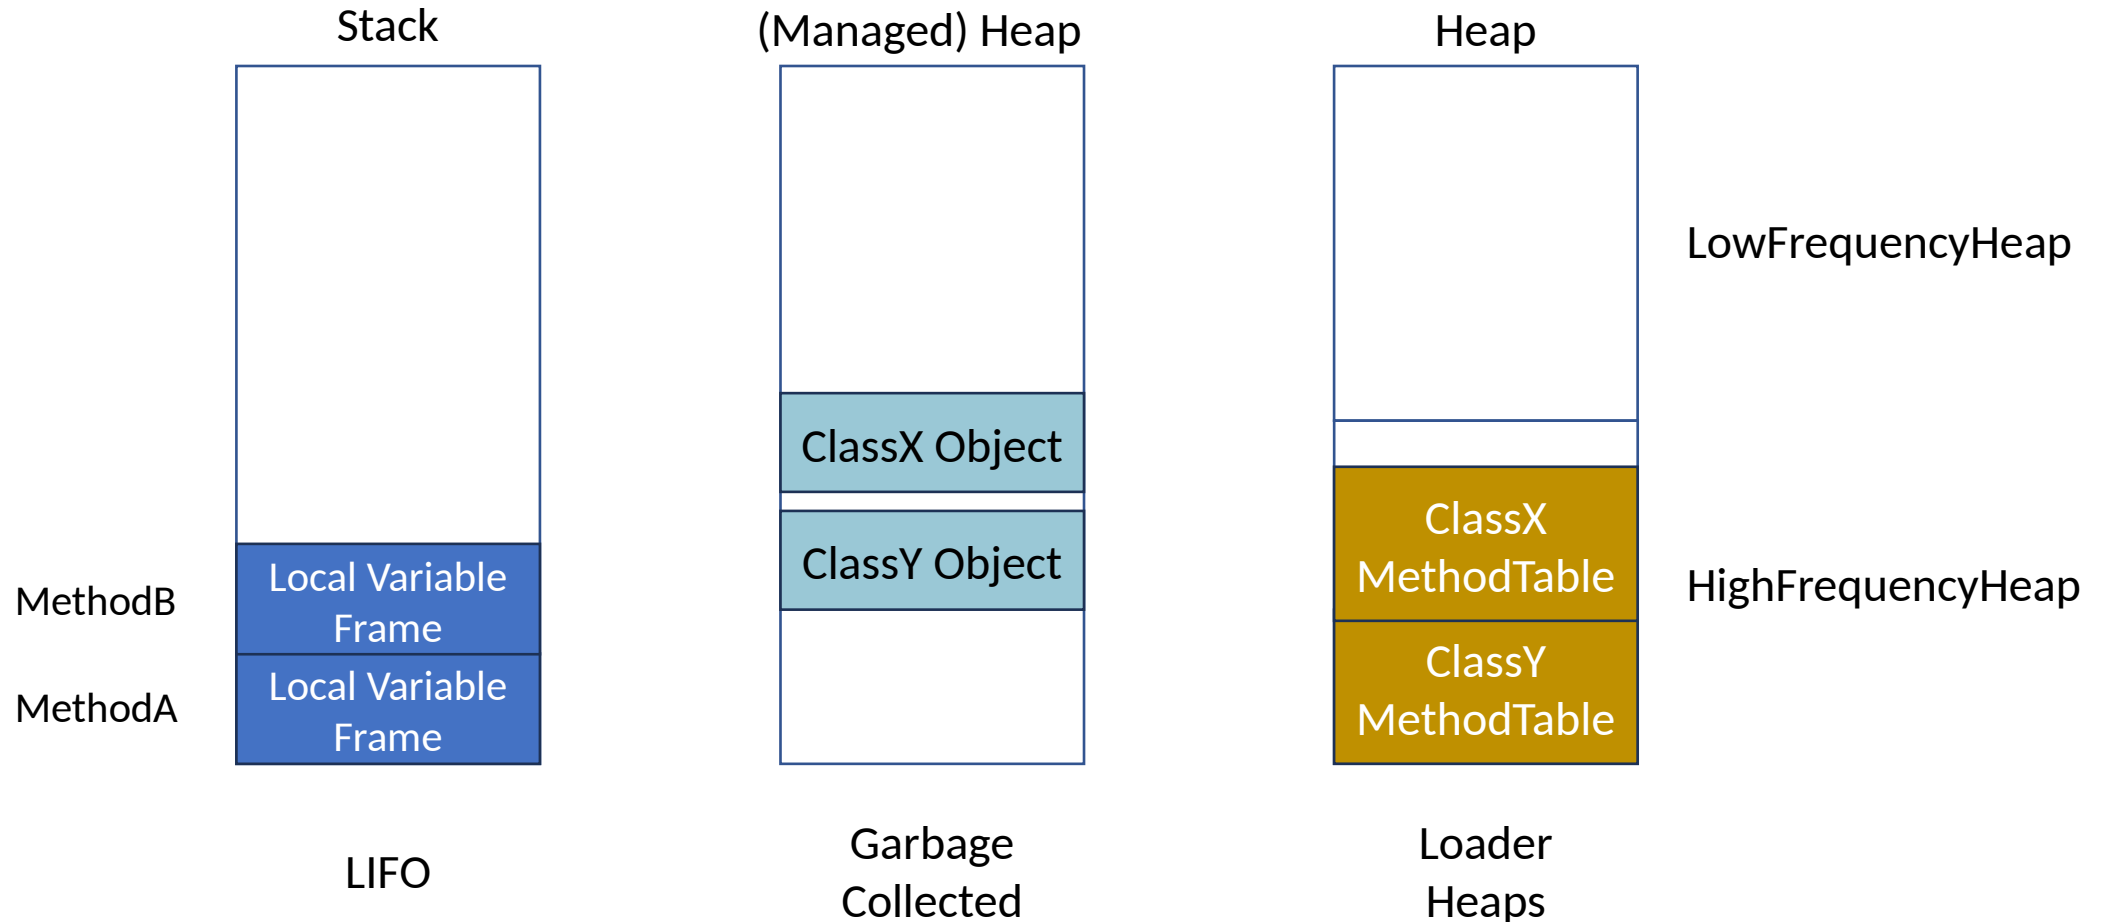 Stack
(Managed) Heap
Heap
LowFrequencyHeap
ClassX Object
ClassY Object
ClassX
MethodTable
HighFrequencyHeap
ClassY
MethodTable
MethodB
Local Variable
Frame
MethodA
Local Variable
Frame
LIFO
Garbage
Collected
Loader
Heaps